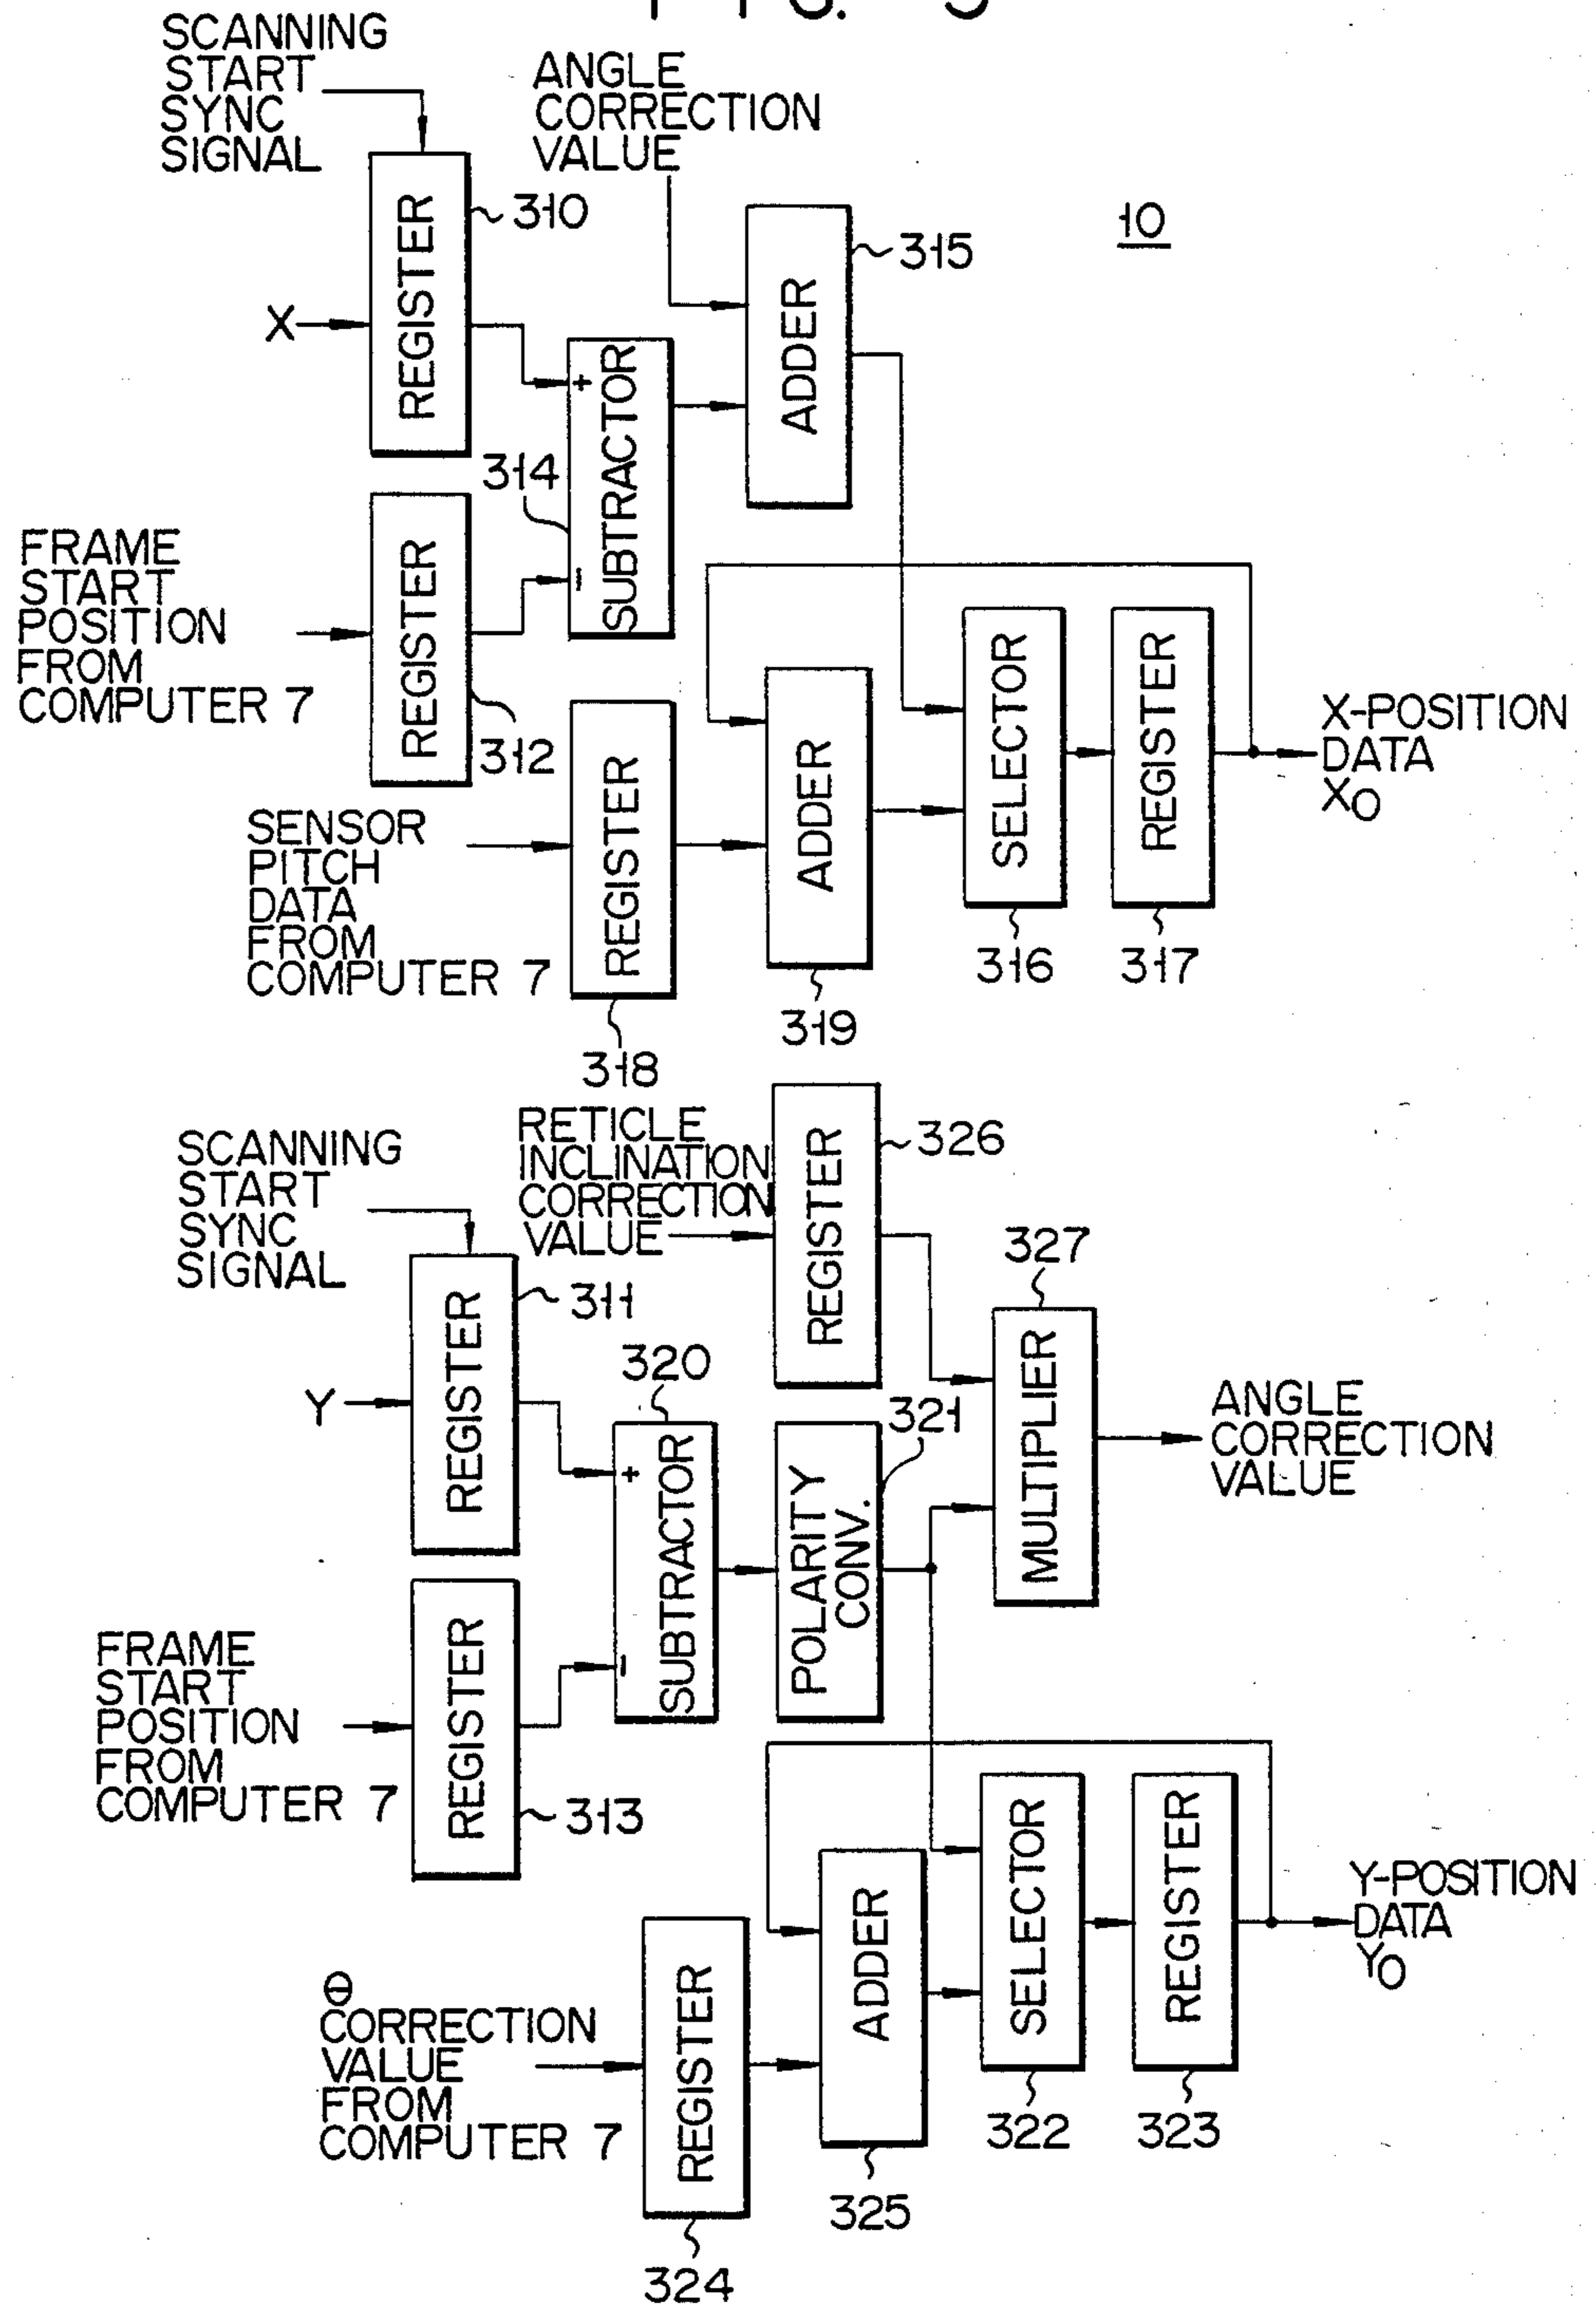 FIG. 5
SCANNING
START
SYNC
SIGNAL
ANGLE
CORRECTION
VALUE
10
REGISTER
310
X
315
ADDER
+
-
SUBTRACTOR
314
FRAME
START
POSITION
FROM
COMPUTER 7
REGISTER
312
SENSOR
PITCH
DATA
FROM
COMPUTER 7
REGISTER
318
ADDER
319
SELECTOR
316
REGISTER
317
X-POSITION
DATA
X0
SCANNING
START
SYNC
SIGNAL
RETICLE
INCLINATION
CORRECTION
VALUE
REGISTER
326
327
REGISTER
311
Y
320
+
-
SUBTRACTOR
321
POLARITY
CONV.
MULTIPLIER
ANGLE
CORRECTION
VALUE
FRAME
START
POSITION
FROM
COMPUTER 7
REGISTER
313
Θ
CORRECTION
VALUE
FROM
COMPUTER 7
REGISTER
324
ADDER
325
SELECTOR
322
REGISTER
323
Y-POSITION
DATA
Y0